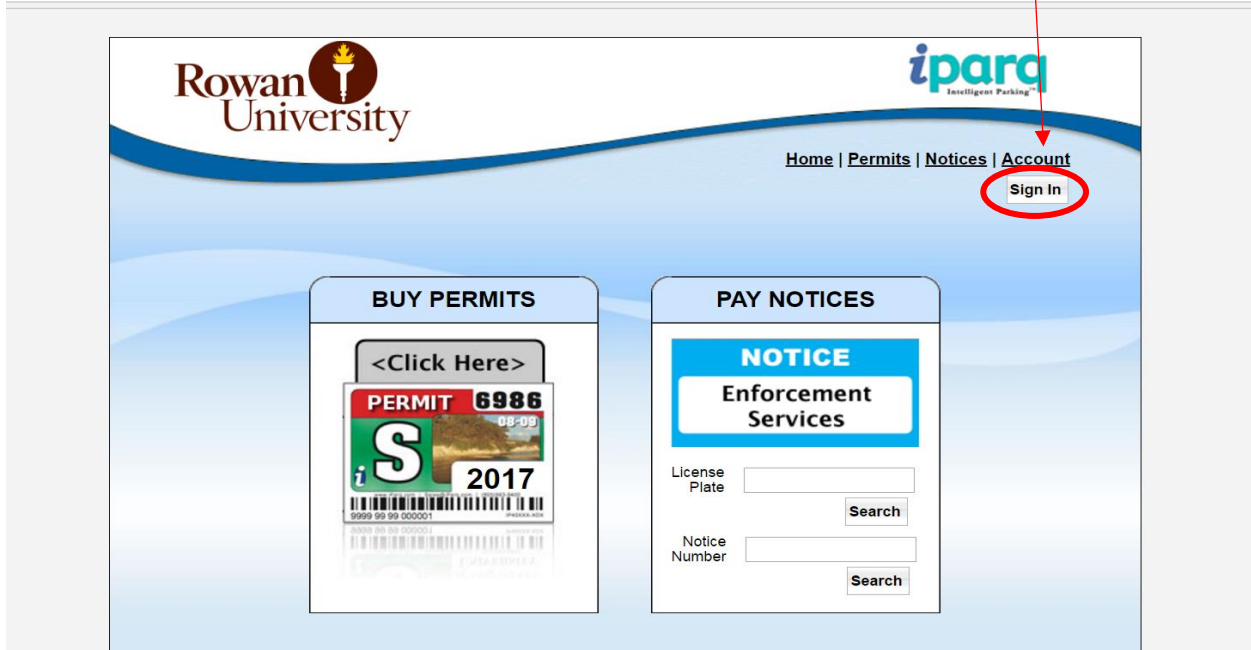 Rowan
University
iparq
Intelligent Parking™
Home | Permits | Notices | Account
Sign In
BUY PERMITS
<Click Here>
PERMIT 6986
08-09
S
i
2017
9999 99 99 000001
PAY NOTICES
NOTICE
Enforcement
Services
License
Plate
Search
Notice
Number
Search